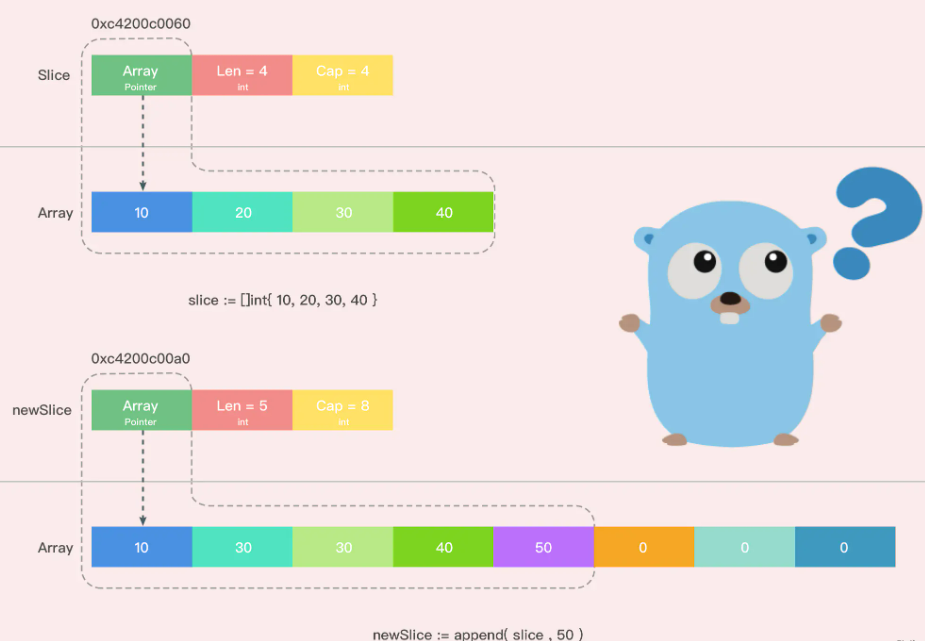 0xc4200c0060
Slice Array Len = 4 Cap = 4
Pointer int int
Array 10 20 30 40
slice := []int{ 10, 20, 30, 40 }
0xc4200c00a0
newSlice Array Len = 5 Cap = 8
Pointer int int
Array 10 30 30 40 50 0 0 0
newSlice := append( slice , 50 )